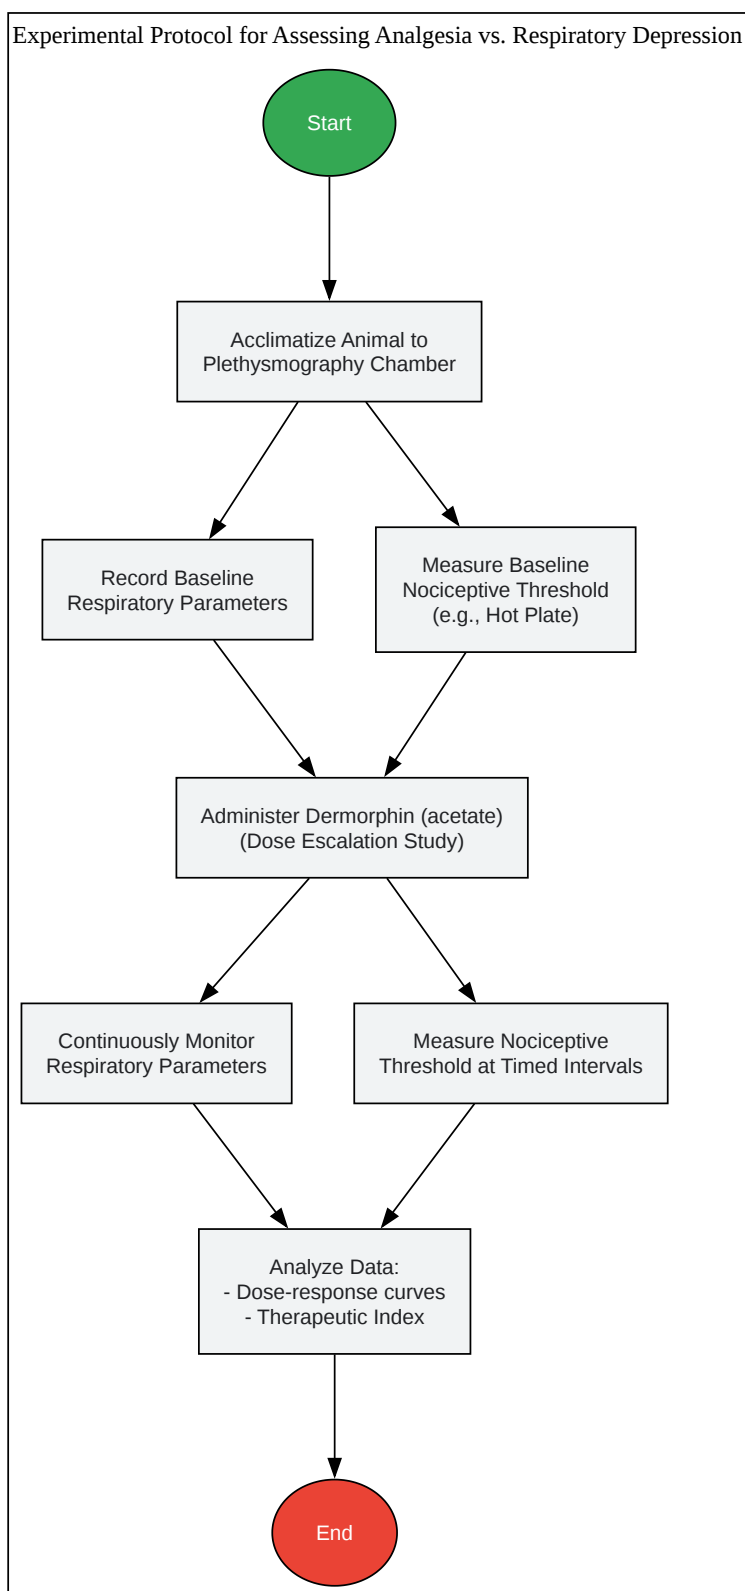 Experimental Protocol for Assessing Analgesia vs. Respiratory Depression
Start
Acclimatize Animal to
Plethysmography Chamber
Record Baseline
Respiratory Parameters
Measure Baseline
Nociceptive Threshold
(e.g., Hot Plate)
Administer Dermorphin (acetate)
(Dose Escalation Study)
Continuously Monitor
Respiratory Parameters
Measure Nociceptive
Threshold at Timed Intervals
Analyze Data:
- Dose-response curves
- Therapeutic Index
End